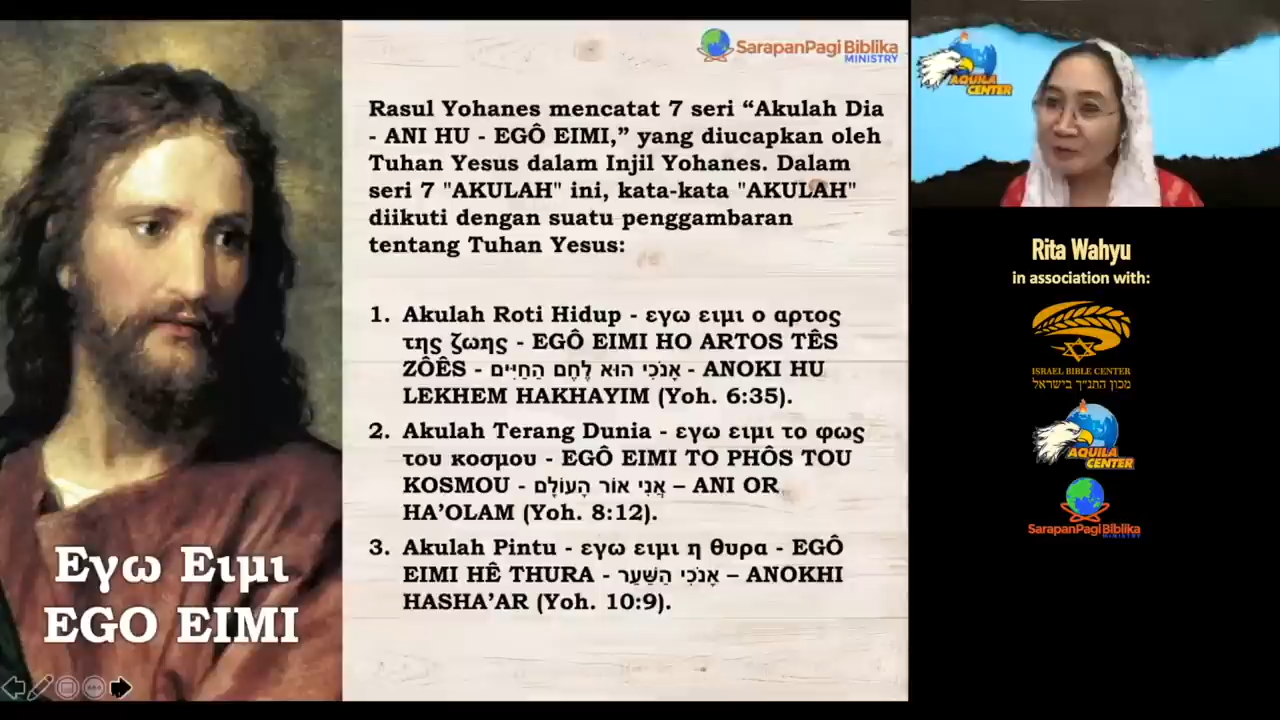 SarapanPagi Biblika
MINISTRY
Rasul Yohanes mencatat 7 seri “Akulah Dia
- ANI HU - EGÔ EIMI,” yang diucapkan oleh
Tuhan Yesus dalam Injil Yohanes. Dalam
seri 7 "AKULAH" ini, kata-kata "AKULAH"
diikuti dengan suatu penggambaran
tentang Tuhan Yesus:
1. Akulah Roti Hidup - εγω ειμι ο αρτος
της ζωης - EGÔ EIMI HO ARTOS TÊS
ZÔÊS - אָנֹכִי הוּא לֶחֶם הַחַיִּים - ANOKI HU
LEKHEM HAKHAYIM (Yoh. 6:35).
2. Akulah Terang Dunia - εγω ειμι το φως
του κοσμου - EGÔ EIMI TO PHÔS TOU
KOSMOU - אֲנִי אוֹר הָעוֹלָם – ANI OR
HA’OLAM (Yoh. 8:12).
3. Akulah Pintu - εγω ειμι η θυρα - EGÔ
EIMI HÊ THURA - אָנֹכִי הַשַּׁעַר – ANOKHI
HASHA’AR (Yoh. 10:9).
Εγω Ειμι
EGO EIMI
AQUILA
CENTER
Rita Wahyu
in association with:
ISRAEL BIBLE CENTER
מכון התנ״ך בישראל
AQUILA
CENTER
SarapanPagi Biblika
MINISTRY